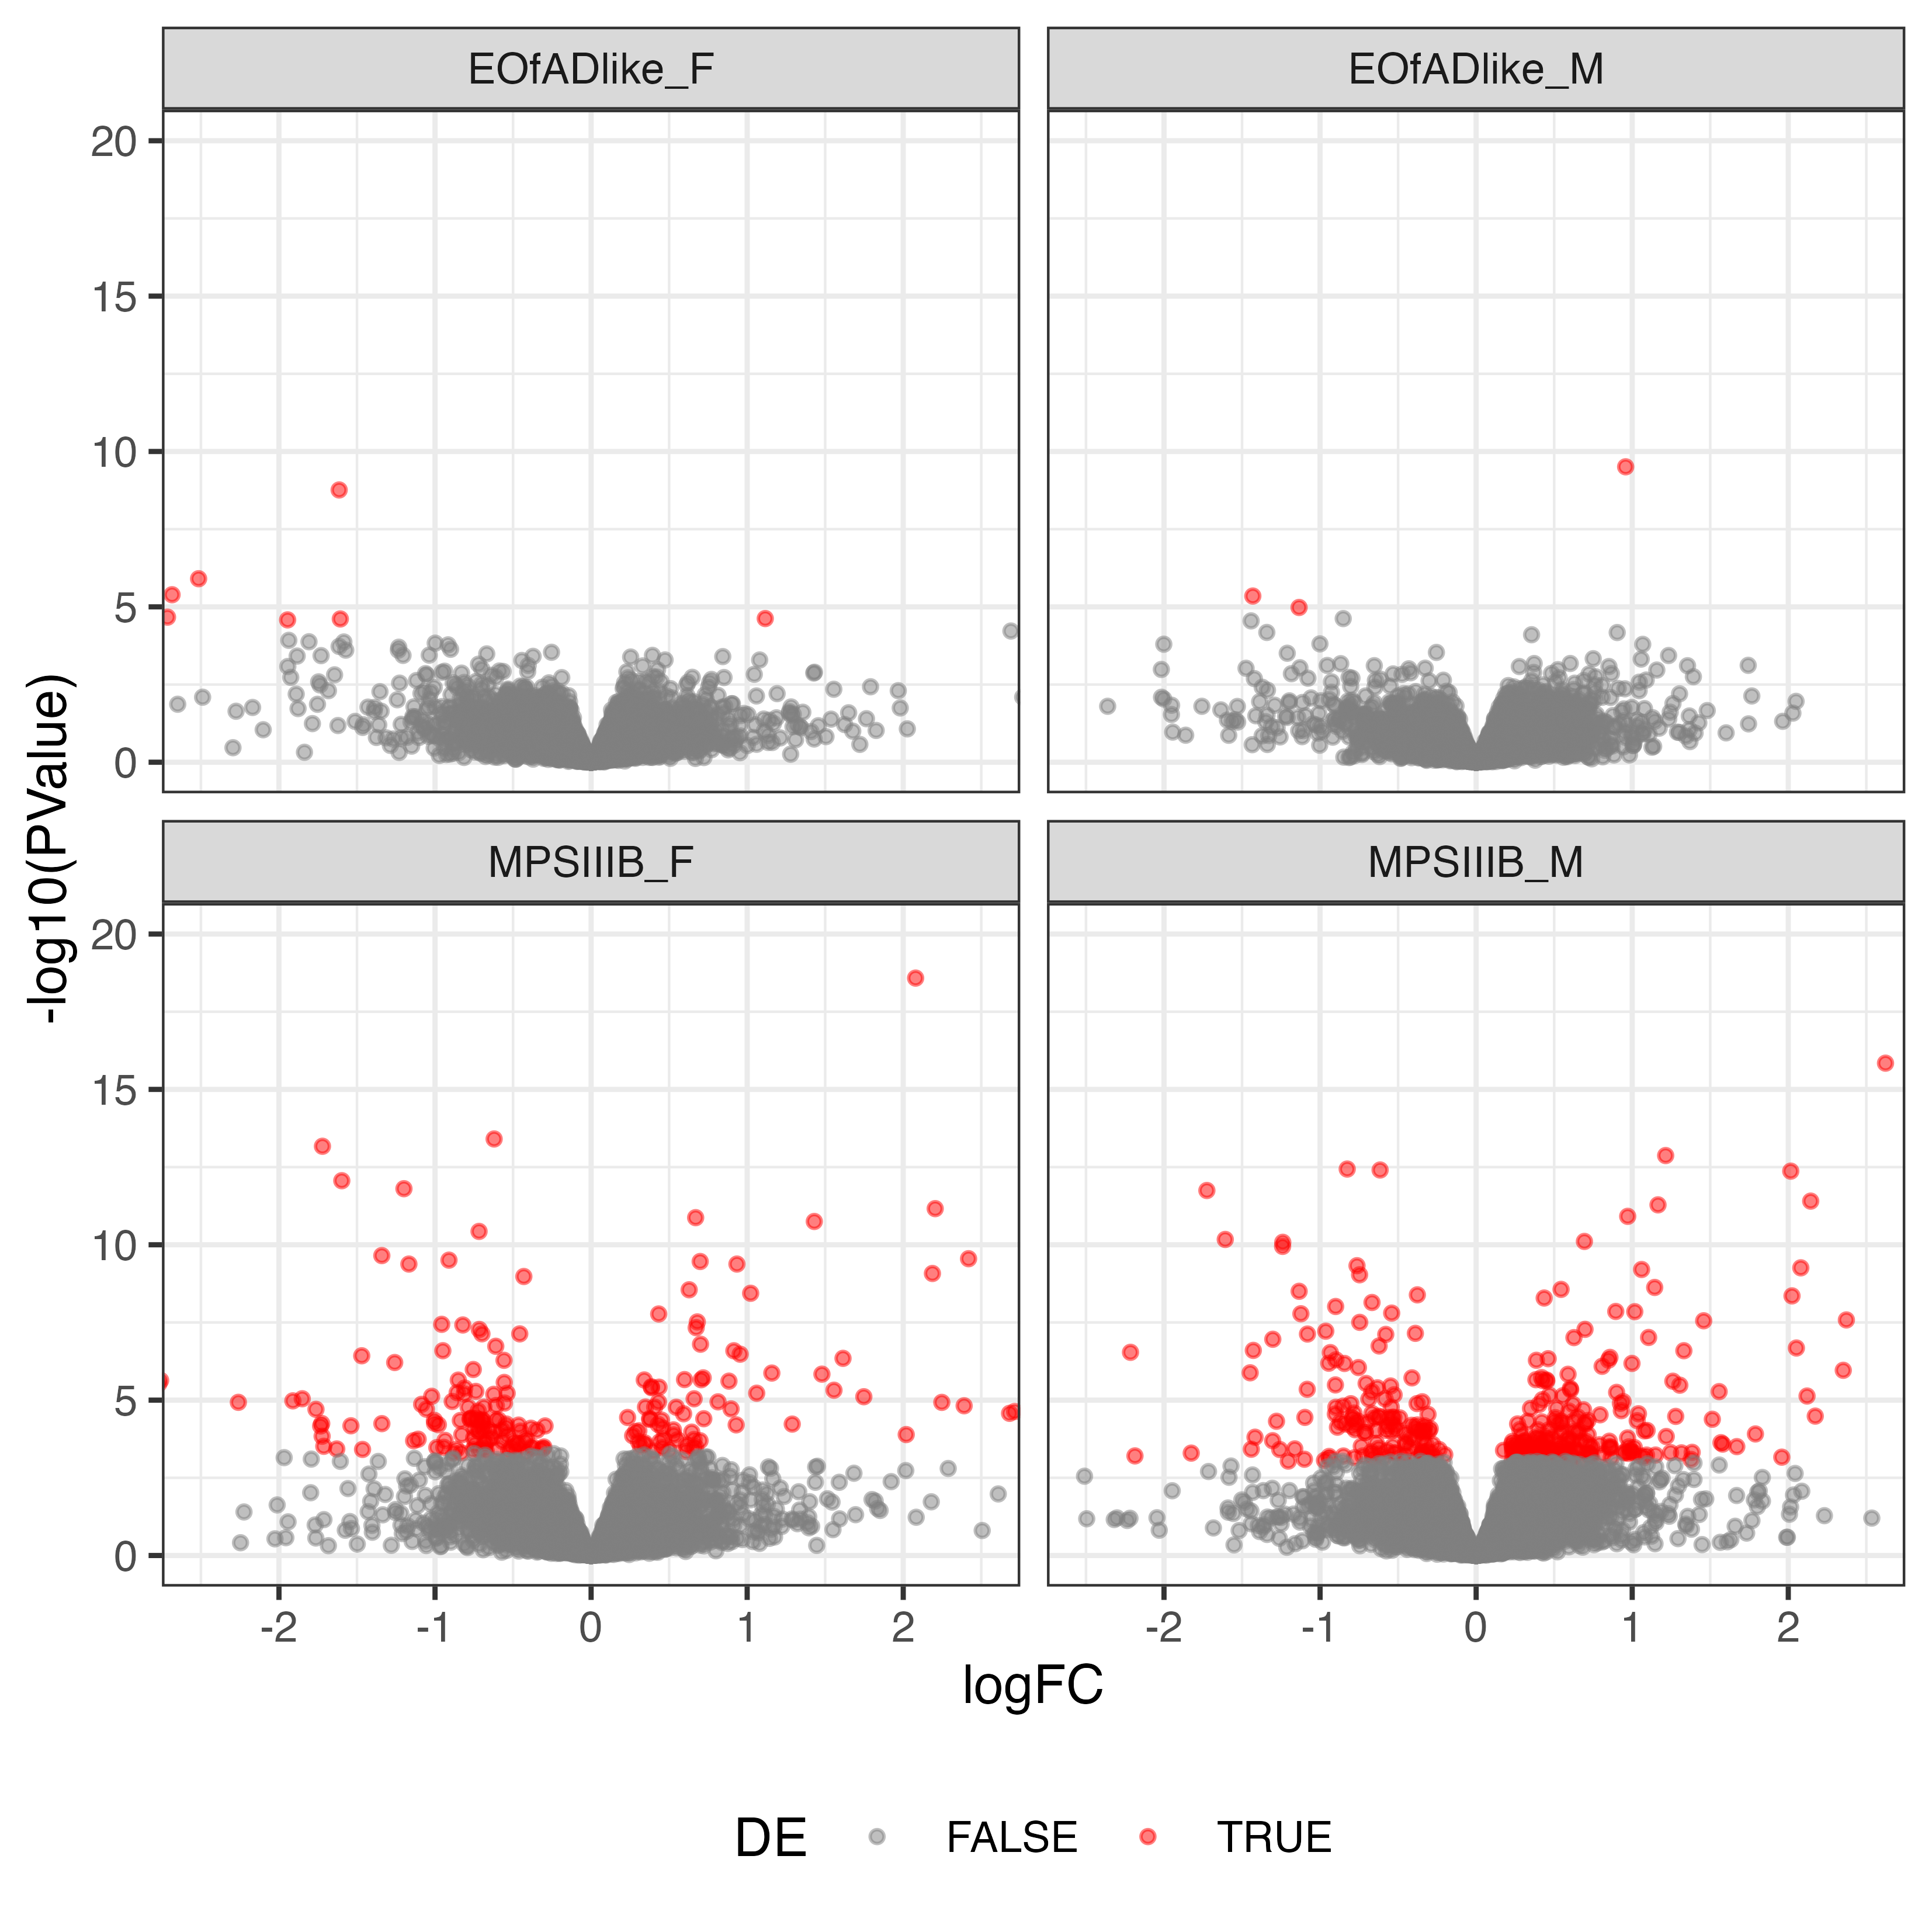 EOfADlike_F
EOfADlike_M
20
15
10
5
0
MPSIIIB_F
MPSIIIB_M
20
15
10
5
0
-2 -1 0 1 2
-2 -1 0 1 2
-log10(PValue)
logFC
DE FALSE TRUE